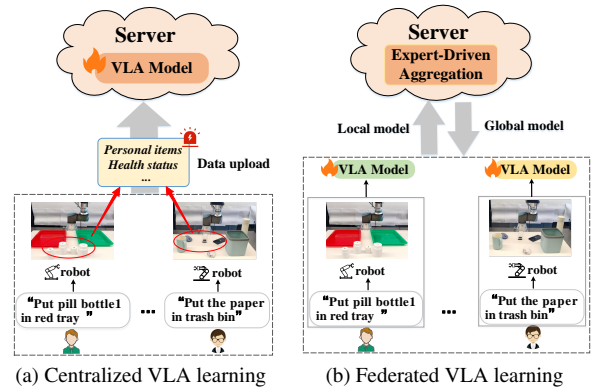 Server
VLA Model
Personal items
Health status
...
Data upload
robot
robot
❝Put pill bottle1
in red tray ❞
...
❝Put the paper
in trash bin❞
(a) Centralized VLA learning
Server
Expert-Driven
Aggregation
Local model
Global model
VLA Model
VLA Model
robot
robot
❝Put pill bottle1
in red tray ❞
...
❝Put the paper
in trash bin❞
(b) Federated VLA learning